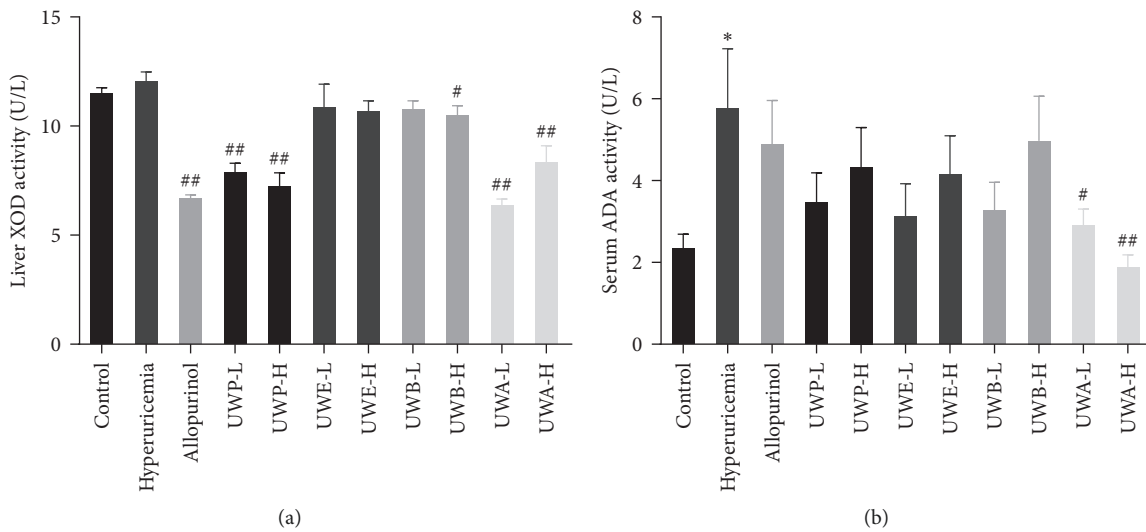 Liver XOD activity (U/L)
15
10
5
0
##
##
##
#
##
##
Control
Hyperuricemia
Allopurinol
UWP-L
UWP-H
UWE-L
UWE-H
UWB-L
UWB-H
UWA-L
UWA-H
(a)
Serum ADA activity (U/L)
8
6
4
2
0
*
#
##
Control
Hyperuricemia
Allopurinol
UWP-L
UWP-H
UWE-L
UWE-H
UWB-L
UWB-H
UWA-L
UWA-H
(b)